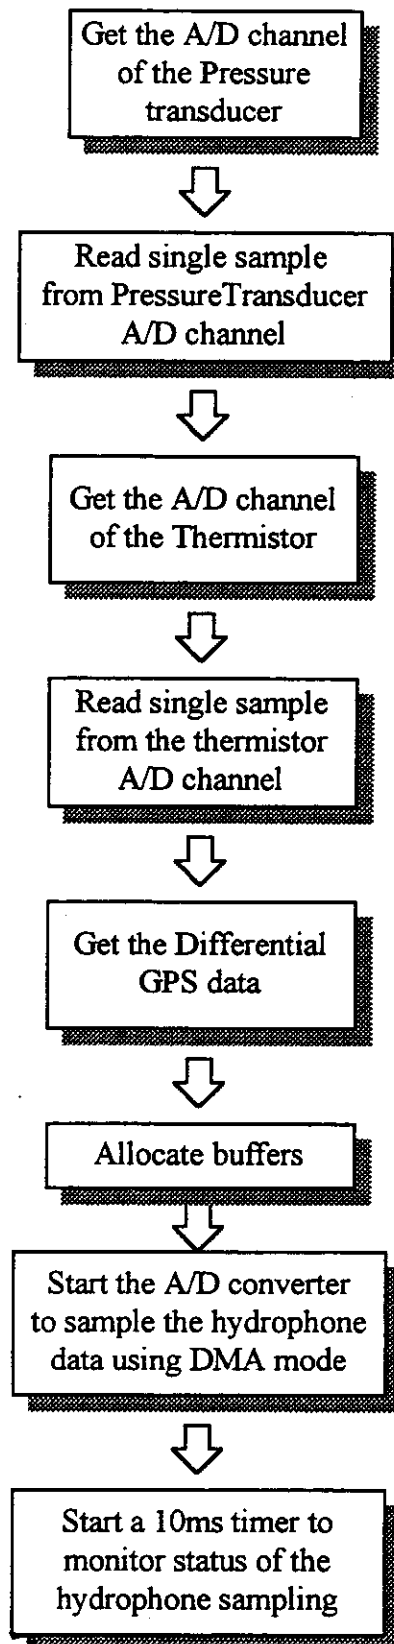 Get the A/D channel
of the Pressure
transducer
Read single sample
from PressureTransducer
A/D channel
Get the A/D channel
of the Thermistor
Read single sample
from the thermistor
A/D channel
Get the Differential
GPS data
Allocate buffers
Start the A/D converter
to sample the hydrophone
data using DMA mode
Start a 10ms timer to
monitor status of the
hydrophone sampling